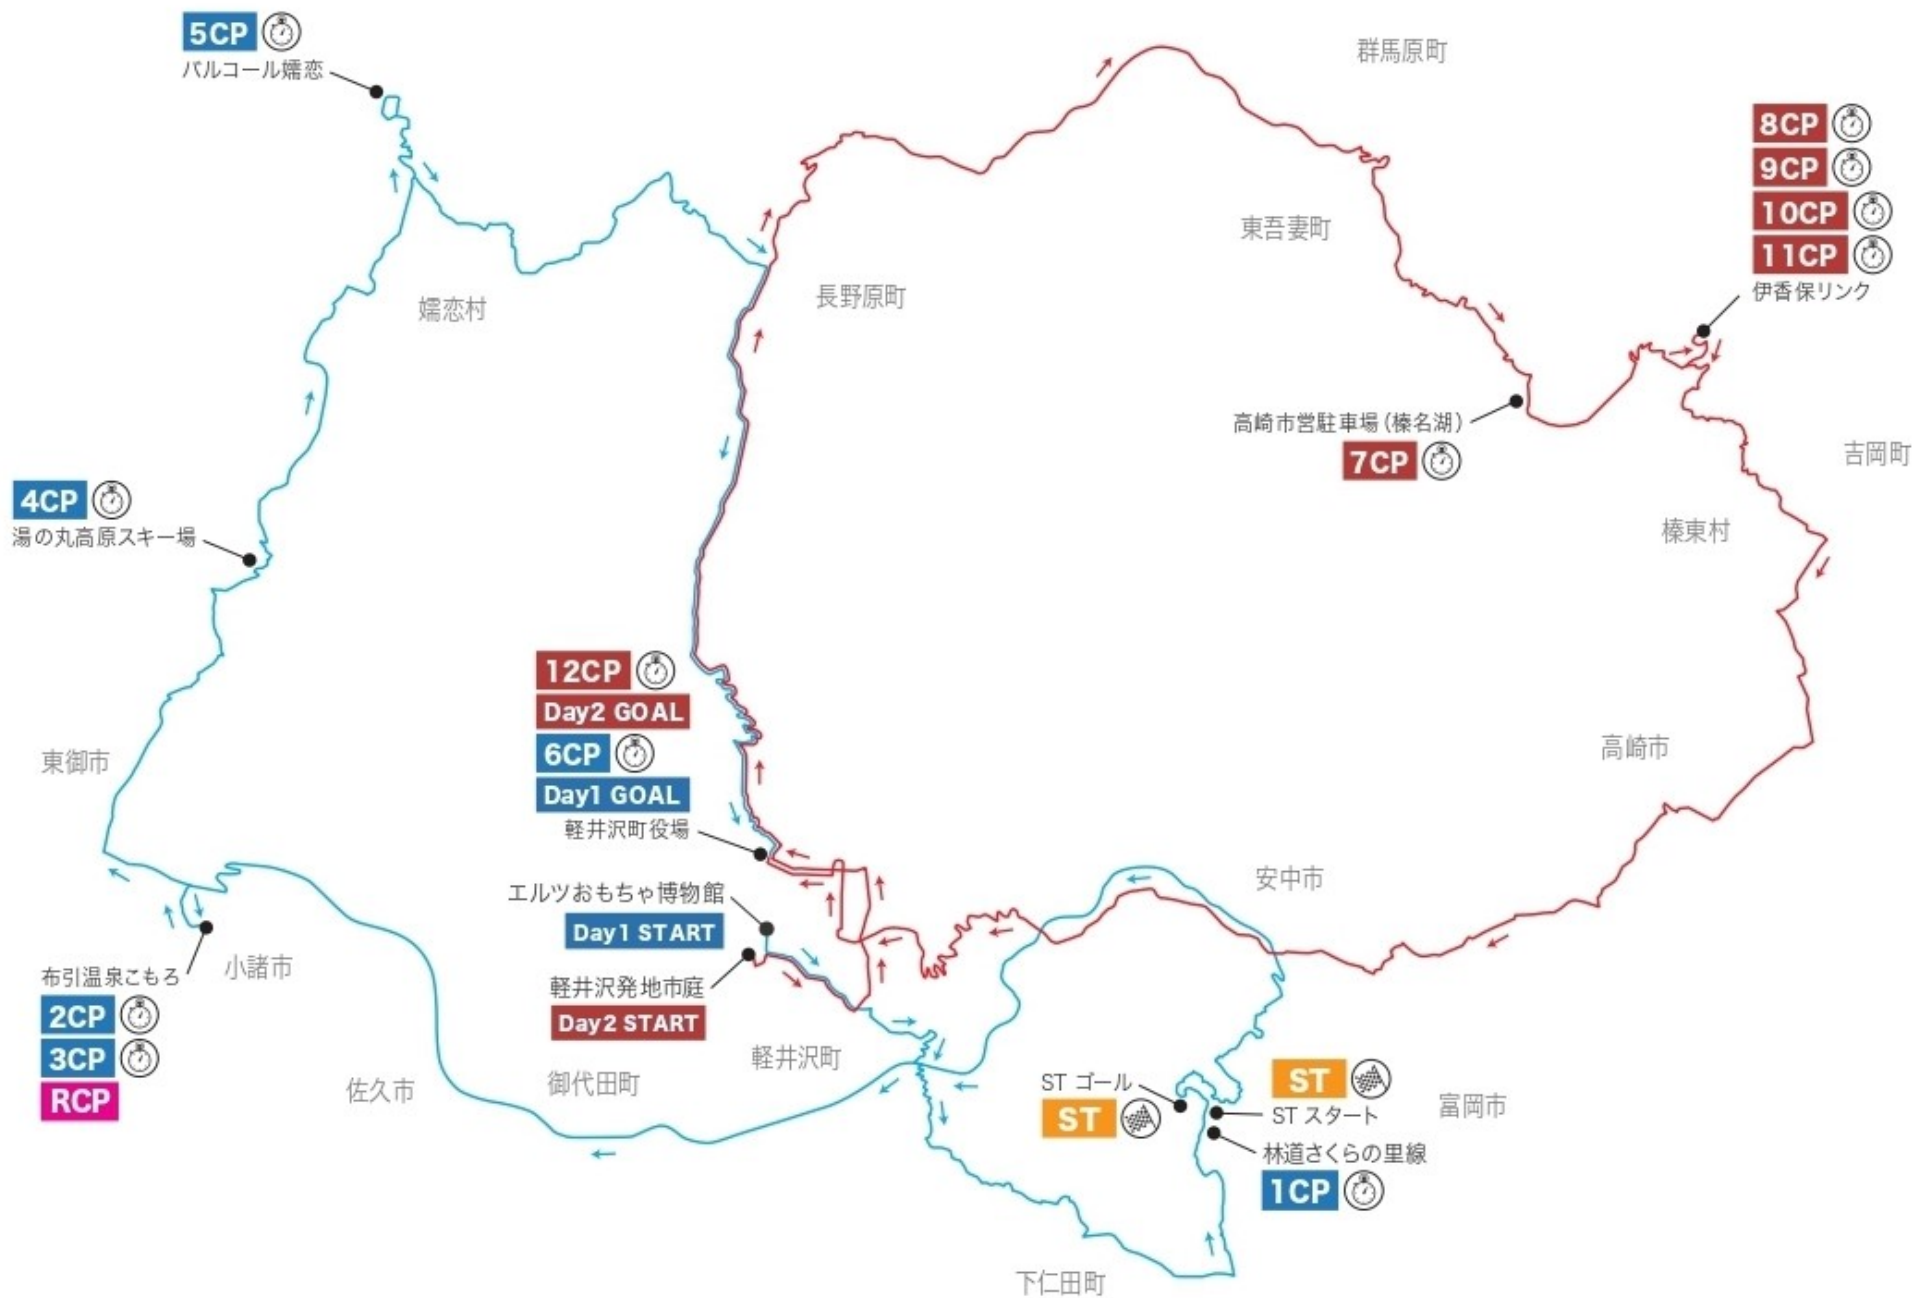 5CP
バルコール嬬恋
群馬原町
8CP
9CP
10CP
11CP
伊香保リンク
東吾妻町
長野原町
嬬恋村
高崎市営駐車場（榛名湖）
7CP
吉岡町
4CP
湯の丸高原スキー場
榛東村
12CP
Day2 GOAL
6CP
Day1 GOAL
軽井沢町役場
東御市
高崎市
エルツおもちゃ博物館
Day1 START
安中市
布引温泉こもろ
2CP
3CP
RCP
小諸市
軽井沢発地市庭
Day2 START
軽井沢町
御代田町
佐久市
ST ゴール
ST
ST
ST スタート
林道さくらの里線
1CP
富岡市
下仁田町